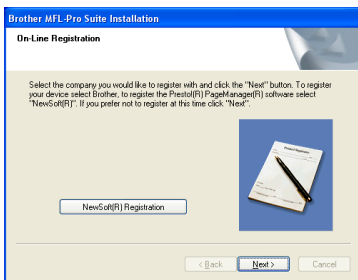 Brother MFL-Pro Suite Installation
On-Line Registration
Select the company you would like to register with and click the "Next" button. To register
your device select Brother, to register the Presto!(R) PageManager(R) software select
"NewSoft(R)". If you prefer not to register at this time click "Next".
Product Registration
NewSoft(R) Registration
< Back
Next >
Cancel